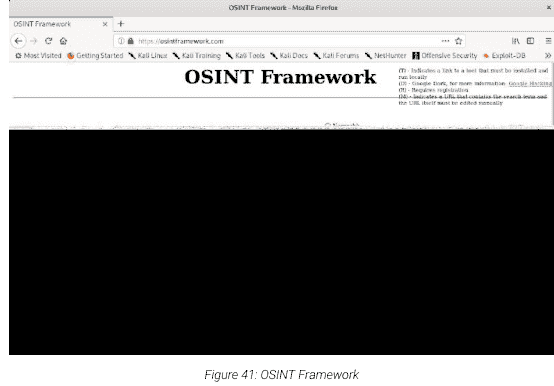 OSINT Framework - Mozilla Firefox
OSINT Framework
https://osintframework.com
Most Visited Getting Started Kali Linux Kali Training Kali Tools Kali Docs Kali Forums NetHunter Offensive Security Exploit-DB
OSINT Framework
(T) - Indicates a link to a tool that must be installed and
run locally
(D) - Google Dork, for more information: Google Hacking
(R) - Requires registration
(M) - Indicates a URL that contains the search term and
the URL itself must be edited manually
Figure 41: OSINT Framework